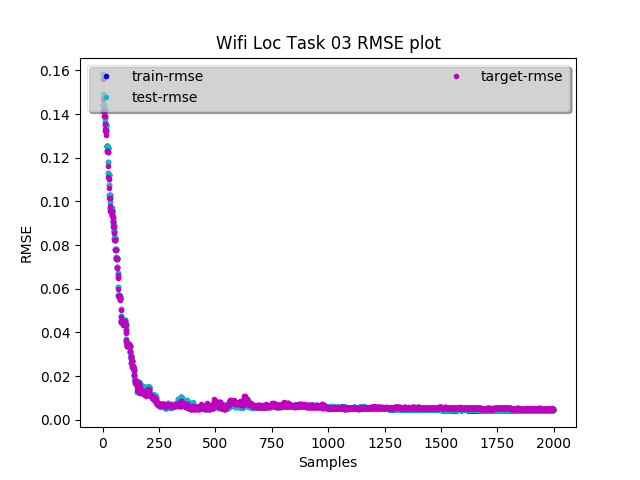 Wifi Loc Task 03 RMSE plot
train-rmse
test-rmse
target-rmse
RMSE
0.16
0.14
0.12
0.10
0.08
0.06
0.04
0.02
0.00
0 250 500 750 1000 1250 1500 1750 2000
Samples